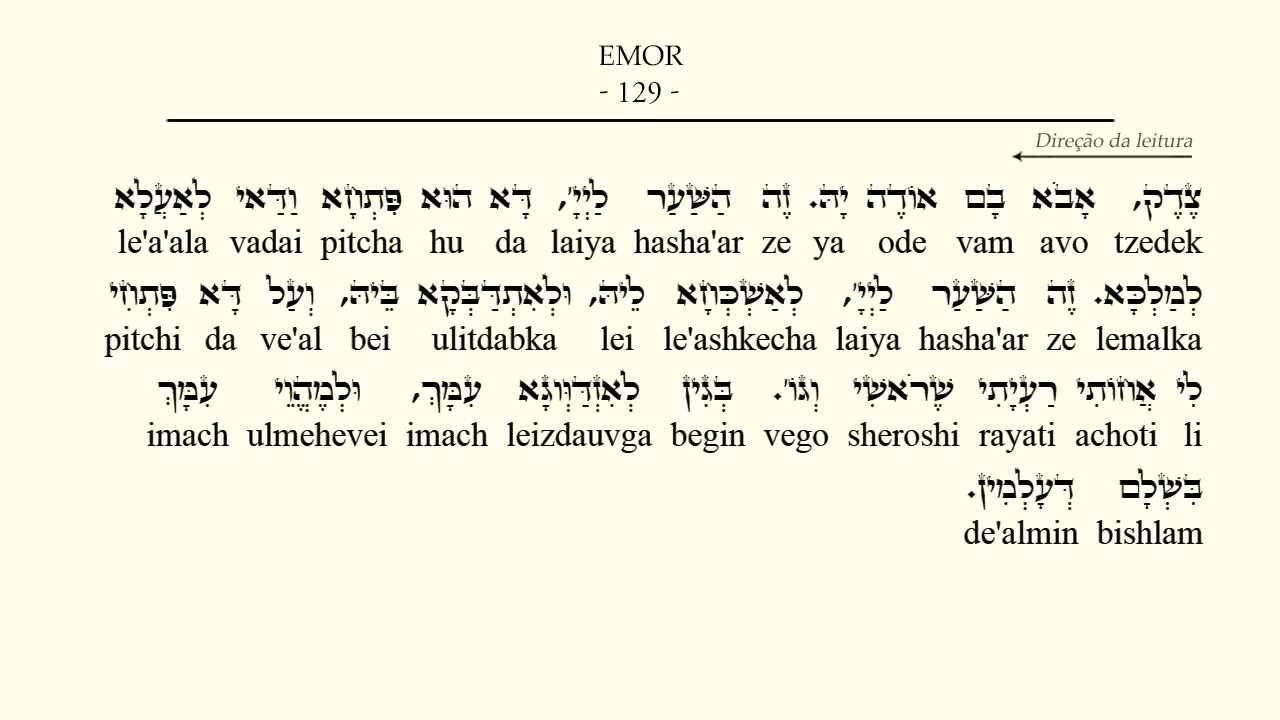 EMOR
- 129 -
Direção da leitura
צֶדֶק, אָבֹא בָם אוֹדֶה יָהּ. זֶה הַשַּׁעַר לַיְיָ', דָּא הוּא פִּתְחָא וַדַּאי לְאַעֲלָא
le'a'ala vadai pitcha hu da laiya hasha'ar ze ya ode vam avo tzedek
לְמַלְכָּא. זֶה הַשַּׁעַר לַיְיָ', לְאַשְׁכְּחָא לֵיהּ, וּלְאִתְדַּבְּקָא בֵּיהּ, וְעַל דָּא פִּתְחִי
pitchi da ve'al bei ulitdabka lei le'ashkecha laiya hasha'ar ze lemalka
לִי אֲחוֹתִי רַעְיָתִי שֶׁרֹאשִׁי וְגוֹ'. בְּגִין לְאִזְדַּוְּוגָא עִמָּךְ, וּלְמֶהֱוֵי עִמָּךְ
imach ulmehevei imach leizdauvga begin vego sheroshi rayati achoti li
בִּשְׁלָם דְּעָלְמִין.
de'almin bishlam